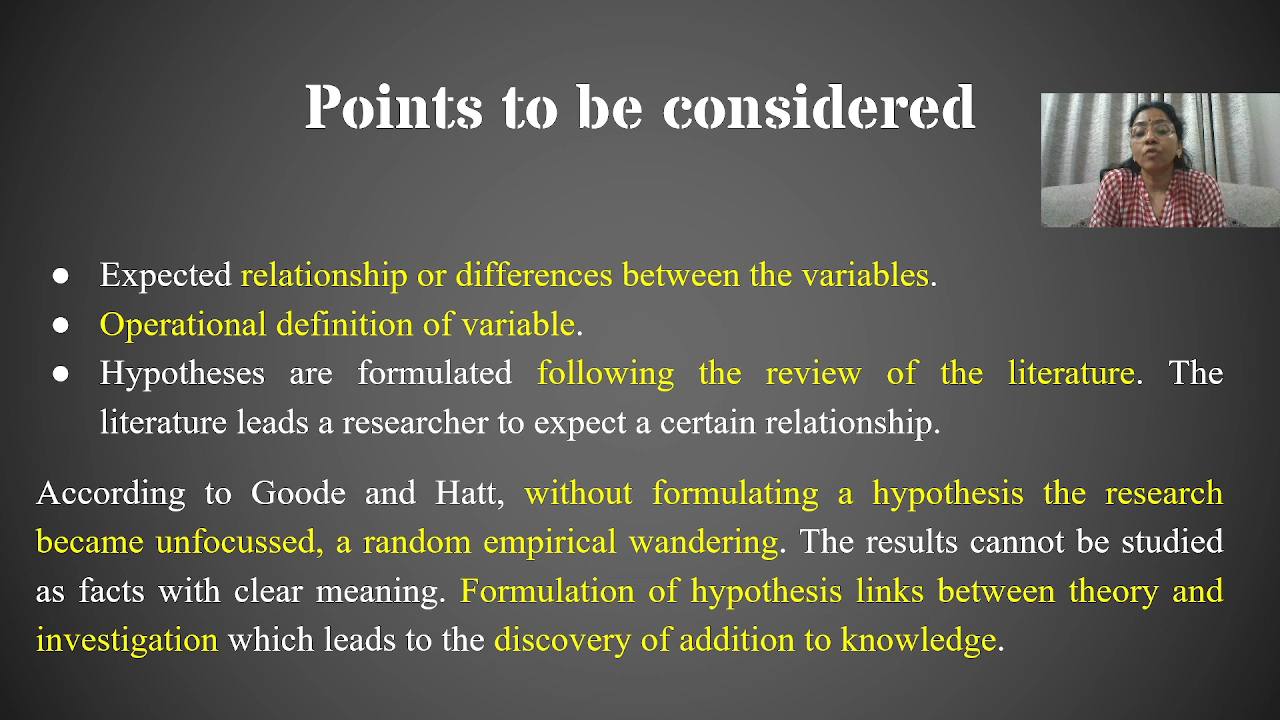 Points to be considered
● Expected relationship or differences between the variables.
● Operational definition of variable.
● Hypotheses are formulated following the review of the literature. The
literature leads a researcher to expect a certain relationship.
According to Goode and Hatt, without formulating a hypothesis the research
became unfocussed, a random empirical wandering. The results cannot be studied
as facts with clear meaning. Formulation of hypothesis links between theory and
investigation which leads to the discovery of addition to knowledge.